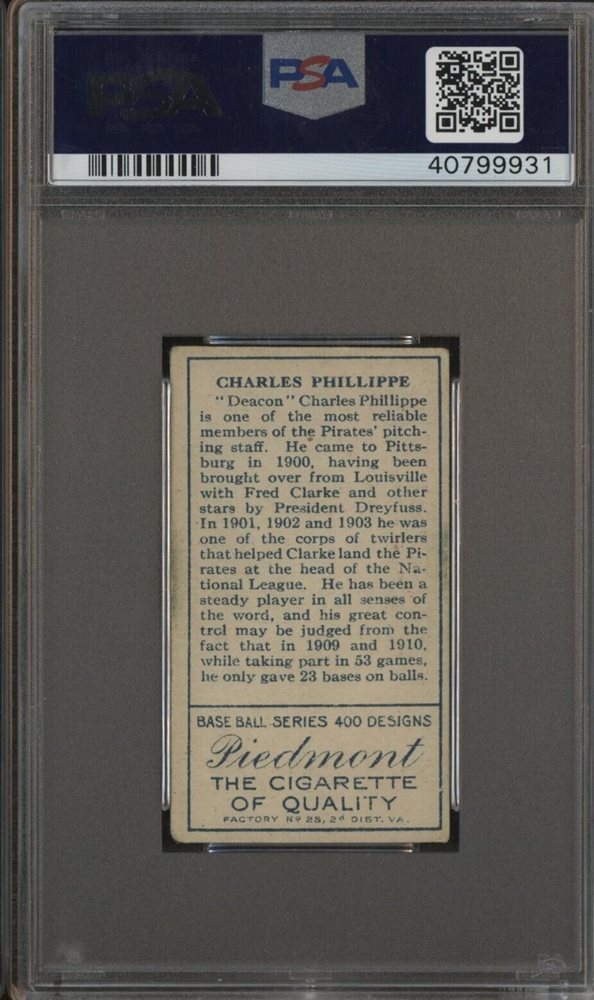 PSA
PSA
40799931
CHARLES PHILLIPPE
"Deacon" Charles Phillippe
is one of the most reliable
members of the Pirates' pitch-
ing staff. He came to Pitts-
burg in 1900, having been
brought over from Louisville
with Fred Clarke and other
stars by President Dreyfuss.
In 1901, 1902 and 1903 he was
one of the corps of twirlers
that helped Clarke land the Pi-
rates at the head of the Na-
tional League. He has been a
steady player in all senses of
the word, and his great con-
trol may be judged from the
fact that in 1909 and 1910,
while taking part in 53 games,
he only gave 23 bases on balls.
BASE BALL SERIES 400 DESIGNS
Piedmont
THE CIGARETTE
OF QUALITY
FACTORY Nº 25, 2d DIST. VA.
PSA